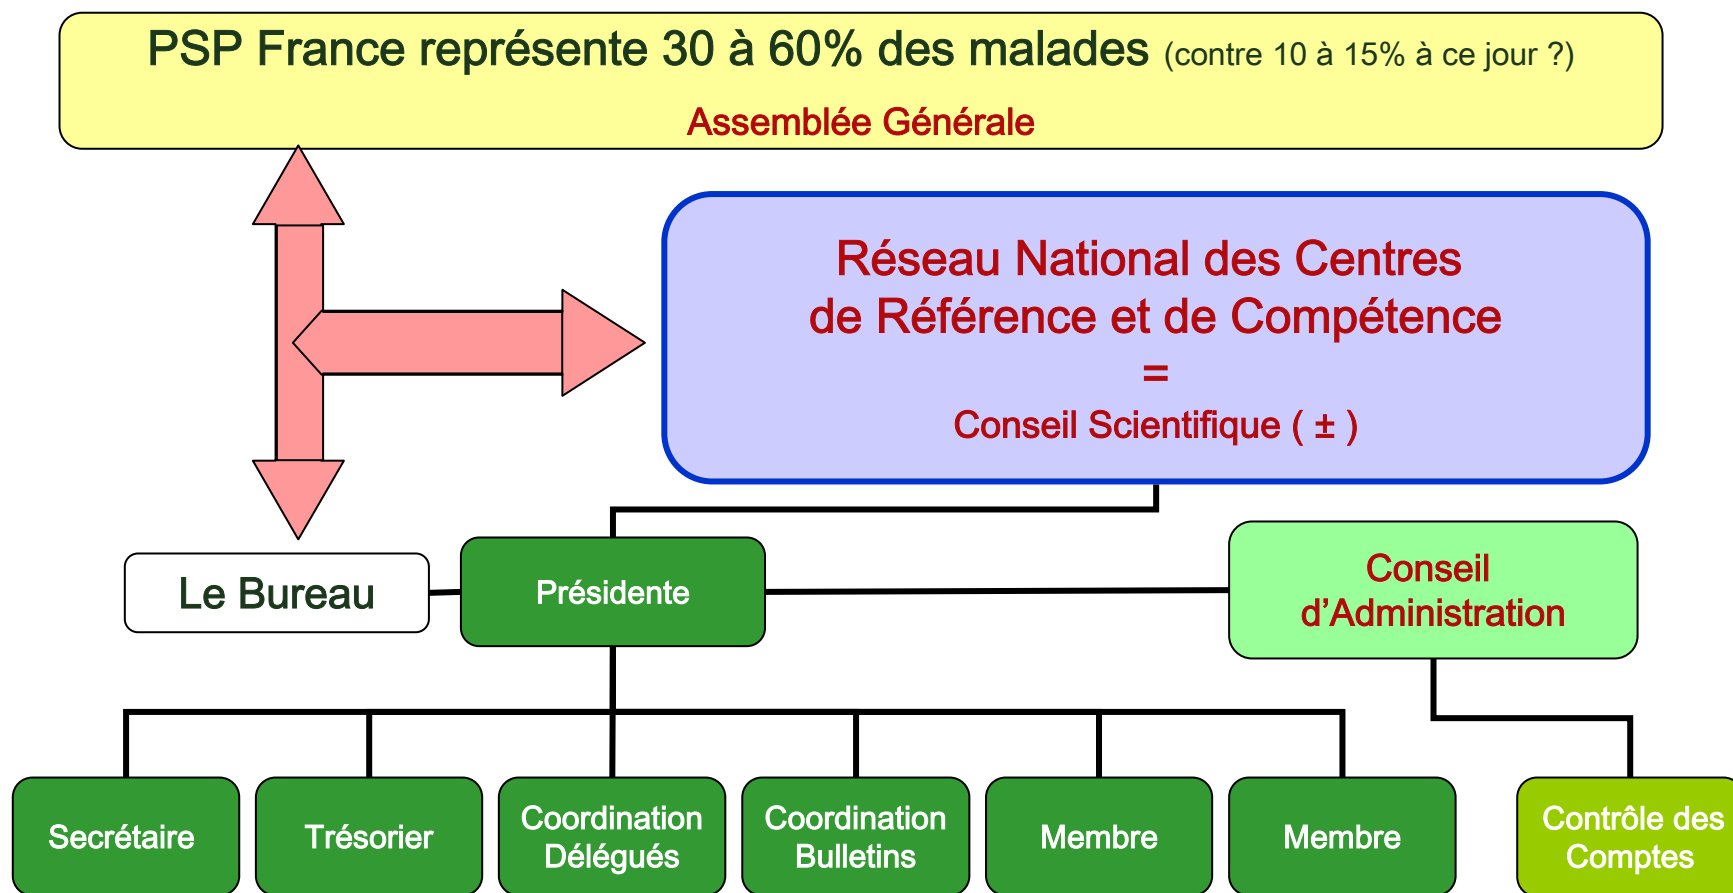 PSP France représente 30 à 60% des malades (contre 10 à 15% à ce jour ?)
Assemblée Générale
Réseau National des Centres
de Référence et de Compétence
=
Conseil Scientifique ( ± )
Le Bureau
Présidente
Conseil
d’Administration
Secrétaire
Trésorier
Coordination
Délégués
Coordination
Bulletins
Membre
Membre
Contrôle des
Comptes